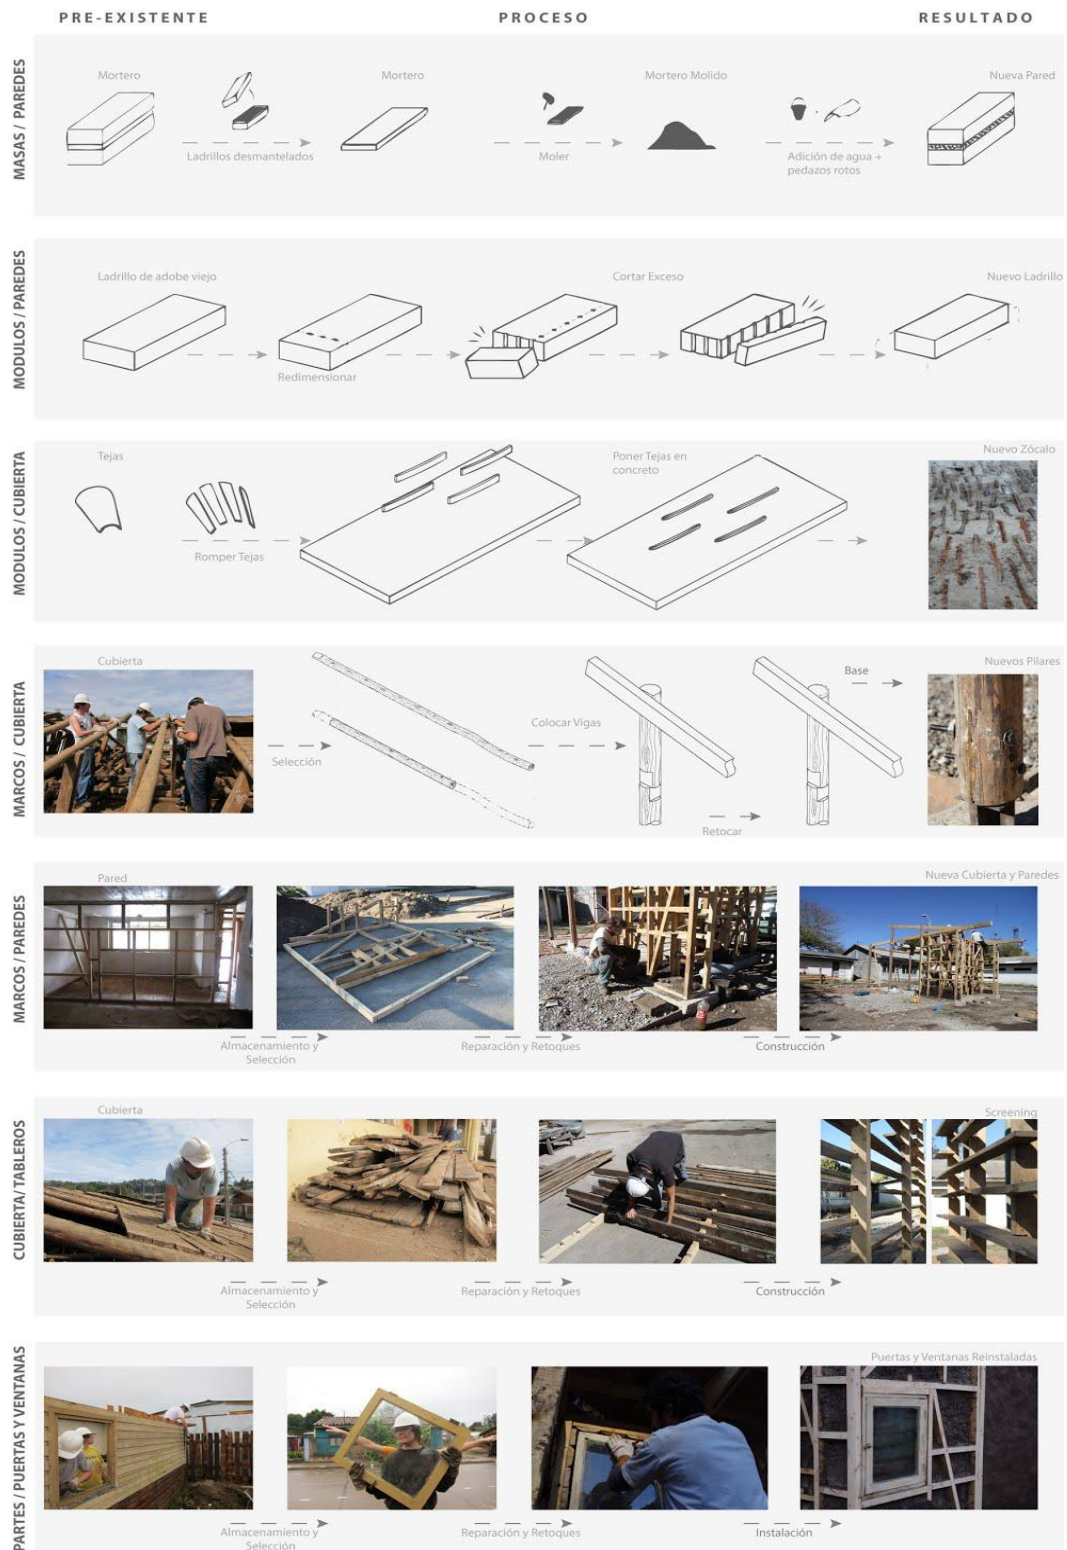 PRE-EXISTENTE
PROCESO
RESULTADO
MASAS / PAREDES
Mortero
Ladrillos desmantelados
Mortero
Moler
Mortero Molido
Adición de agua +
pedazos rotos
Nueva Pared
MODULOS / PAREDES
Ladrillo de adobe viejo
Redimensionar
Cortar Exceso
Nuevo Ladrillo
MODULOS / CUBIERTA
Tejas
Romper Tejas
Poner Tejas en
concreto
Nuevo Zócalo
MARCOS / CUBIERTA
Cubierta
Selección
Colocar Vigas
Retocar
Base
Nuevos Pilares
MARCOS / PAREDES
Pared
Almacenamiento y
Selección
Reparación y Retoques
Construcción
Nueva Cubierta y Paredes
CUBIERTA/ TABLEROS
Cubierta
Almacenamiento y
Selección
Reparación y Retoques
Construcción
Screening
PARTES / PUERTAS Y VENTANAS
Almacenamiento y
Selección
Reparación y Retoques
Instalación
Puertas y Ventanas Reinstaladas